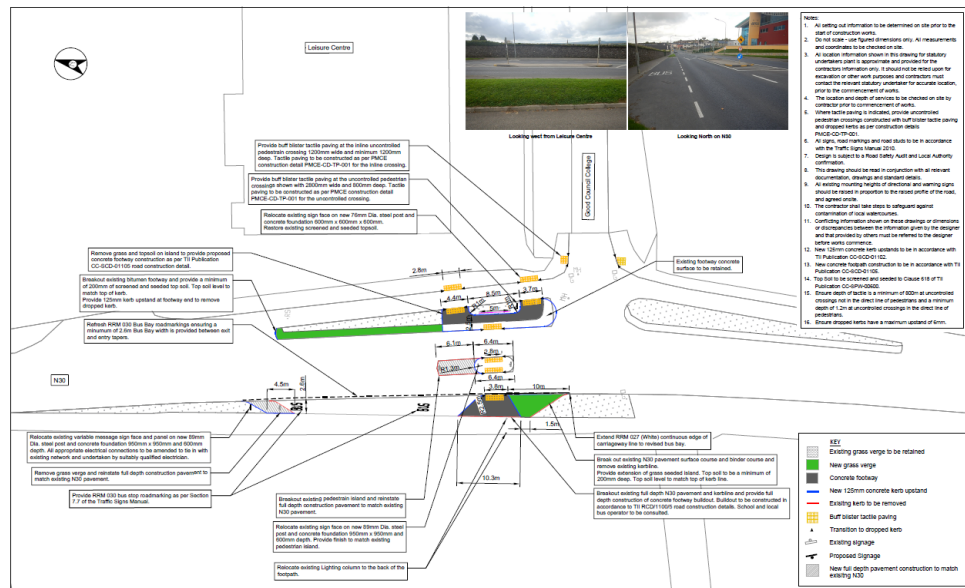 Leisure Centre
Looking west from Leisure Centre
Looking North on N30
Notes:
1. All setting out information to be determined on site prior to the
start of construction works.
2. Do not scale - use figured dimensions only. All measurements
and coordinates to be checked on site.
3. All location information shown in this drawing for statutory
undertakers plant is approximate and provided for the
contractors information only. It should not be relied upon for
excavation or other work purposes and contractors must
contact the relevant statutory undertaker for accurate location,
prior to the commencement of works.
4. The location and depth of services to be checked on site by
contractor prior to commencement of works.
5. Where tactile paving is indicated, provide uncontrolled
pedestrian crossings constructed with buff blister tactile paving
and dropped kerbs as per construction details
PMCE-CD-TP-001.
6. All signs, road markings and road studs to be in accordance
with the Traffic Signs Manual 2010.
7. Design is subject to a Road Safety Audit and Local Authority
confirmation.
8. This drawing should be read in conjunction with all relevant
documentation, drawings and standard details.
9. All existing mounting heights of directional and warning signs
should be raised in proportion to the raised profile of the road,
and agreed onsite.
10. The contractor shall take steps to safeguard against
contamination of local watercourses.
11. Conflicting information shown on these drawings or dimensions
or discrepancies between the information given by the designer
and that provided by others must be referred to the designer
before works commence.
12. New 125mm concrete kerb upstands to be in accordance with
TII Publication CC-SCD-01102.
13. New concrete footpath construction to be in accordance with TII
Publication CC-SCD-01105.
14. Top Soil to be screened and seeded to Clause 618 of TII
Publication CC-SPW-00600.
15. Ensure depth of tactile is a minimum of 800m at uncontrolled
crossings not in the direct line of pedestrians and a minimum
depth of 1.2m at uncontrolled crossings in the direct line of
pedestrians.
16. Ensure dropped kerbs have a maximum upstand of 6mm.
Provide buff blister tactile paving at the inline uncontrolled
pedestrain crossing 1200mm wide and minimum 1200mm
deep. Tactile paving to be constructed as per PMCE
construction detail PMCE-CD-TP-001 for the inline crossing.
Provide buff blister tactile paving at the uncontrolled pedestrian
crossings shown with 2800mm wide and 800mm deep. Tactile
paving to be constructed as per PMCE construction detail
PMCE-CD-TP-001 for the uncontrolled crossing.
Relocate existing sign face on new 76mm Dia. steel post and
concrete foundation 600mm x 600mm x 600mm.
Restore existing screened and seeded topsoil.
Good Council College
Remove grass and topsoil on island to provide proposed
concrete footway construction as per TII Publication
CC-SCD-01105 road construction detail.
Existing footway concrete
surface to be retained.
Breakout existing bitumen footway and provide a minimum
of 200mm of screened and seeded top soil. Top soil level to
match top of kerb.
Provide 125mm kerb upstand at footway end to remove
dropped kerb.
Refresh RRM 030 Bus Bay roadmarkings ensuring a
minimum of 2.6m Bus Bay width is provided between exit
and entry tapers.
2.8m
4.4m
8.5m
2.7m
5m
6.1m
6.4m
2.8m
R1.3m
6.4m
3.8m
10m
N30
4.5m
2.6m
BUS
BUS
1.5m
10.3m
Relocate existing variable message sign face and panel on new 89mm
Dia. steel post and concrete foundation 950mm x 950mm and 600mm
depth. All appropriate electrical connections to be amended to tie in with
existing network and undertaken by suitably qualified electrician.
Remove grass verge and reinstate full depth construction pavement to
match existing N30 pavement.
Provide RRM 030 bus stop roadmarking as per Section
7.7 of the Traffic Signs Manual.
Breakout existing pedestrain island and reinstate
full depth construction pavement to match existing
N30 pavement.
Relocate existing sign face on new 89mm Dia. steel
post and concrete foundation 950mm x 950mm and
600mm depth. Provide finish to match existing
pedestrian island.
Relocate existing Lighting column to the back of the
footpath.
Extend RRM 027 (White) continuous edge of
carriageway line to revised bus bay.
Break out existing N30 pavement surface course and binder course and
remove existing kerbline.
Provide extension of grass seeded island. Top soil to be a minimum of
200mm deep. Top soil level to match top of kerb line.
Breakout existing full depth N30 pavement and kerbline and provide full
depth construction of concrete footway buildout. Buildout to be constructed in
accordance to TII RCD/1100/5 road construction details. School and local
bus operator to be consulted.
KEY
Existing grass verge to be retained
New grass verge
Concrete footway
New 125mm concrete kerb upstand
Existing kerb to be removed
Buff blister tactile paving
Transition to dropped kerb
Existing signage
Proposed Signage
New full depth pavement construction to match
existing N30